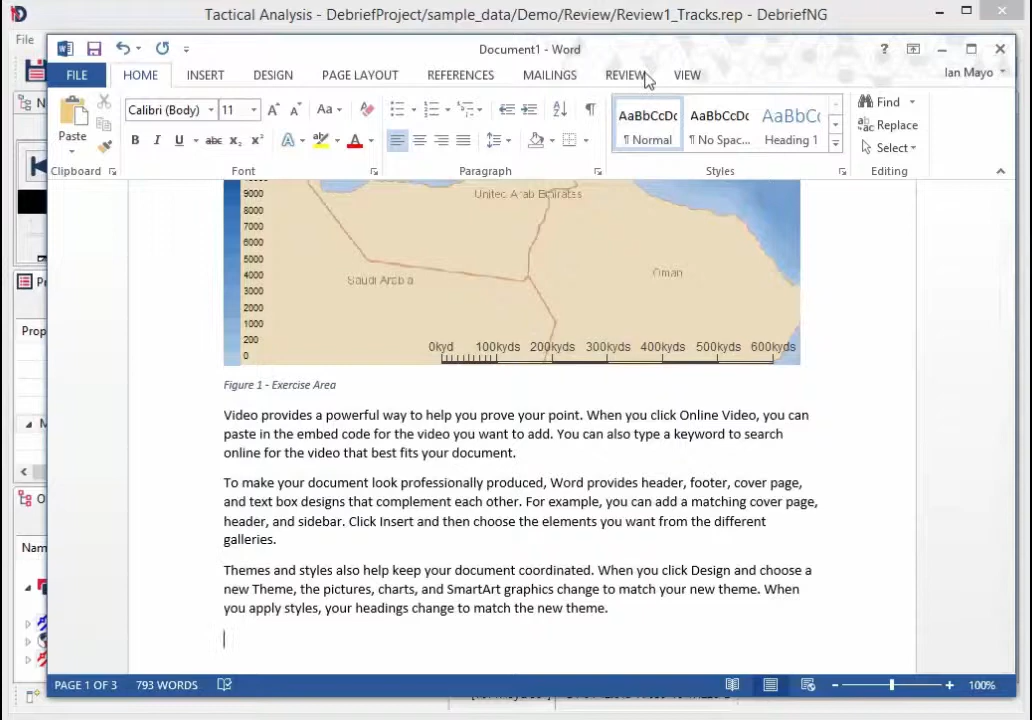 Tactical Analysis - DebriefProject/sample_data/Demo/Review/Review1_Tracks.rep - DebriefNG
File
Document1 - Word
FILE HOME INSERT DESIGN PAGE LAYOUT REFERENCES MAILINGS REVIEW VIEW Ian Mayo
Paste
Calibri (Body) 11 Aa
B I U abc X₂ X² A A
AaBbCcDc AaBbCcDc AaBbCc
¶ Normal ¶ No Spac... Heading 1
Find
Replace
Select
Clipboard Font Paragraph Styles Editing
Prop
Nam
9000
8000
7000
6000
5000
4000
3000
2000
1000
200
0
United Arab Emirates
Saudi Arabia
Oman
0kyd 100kyds 200kyds 300kyds 400kyds 500kyds 600kyds
Figure 1 - Exercise Area
Video provides a powerful way to help you prove your point. When you click Online Video, you can
paste in the embed code for the video you want to add. You can also type a keyword to search
online for the video that best fits your document.
To make your document look professionally produced, Word provides header, footer, cover page,
and text box designs that complement each other. For example, you can add a matching cover page,
header, and sidebar. Click Insert and then choose the elements you want from the different
galleries.
Themes and styles also help keep your document coordinated. When you click Design and choose a
new Theme, the pictures, charts, and SmartArt graphics change to match your new theme. When
you apply styles, your headings change to match the new theme.
PAGE 1 OF 3 793 WORDS 100%